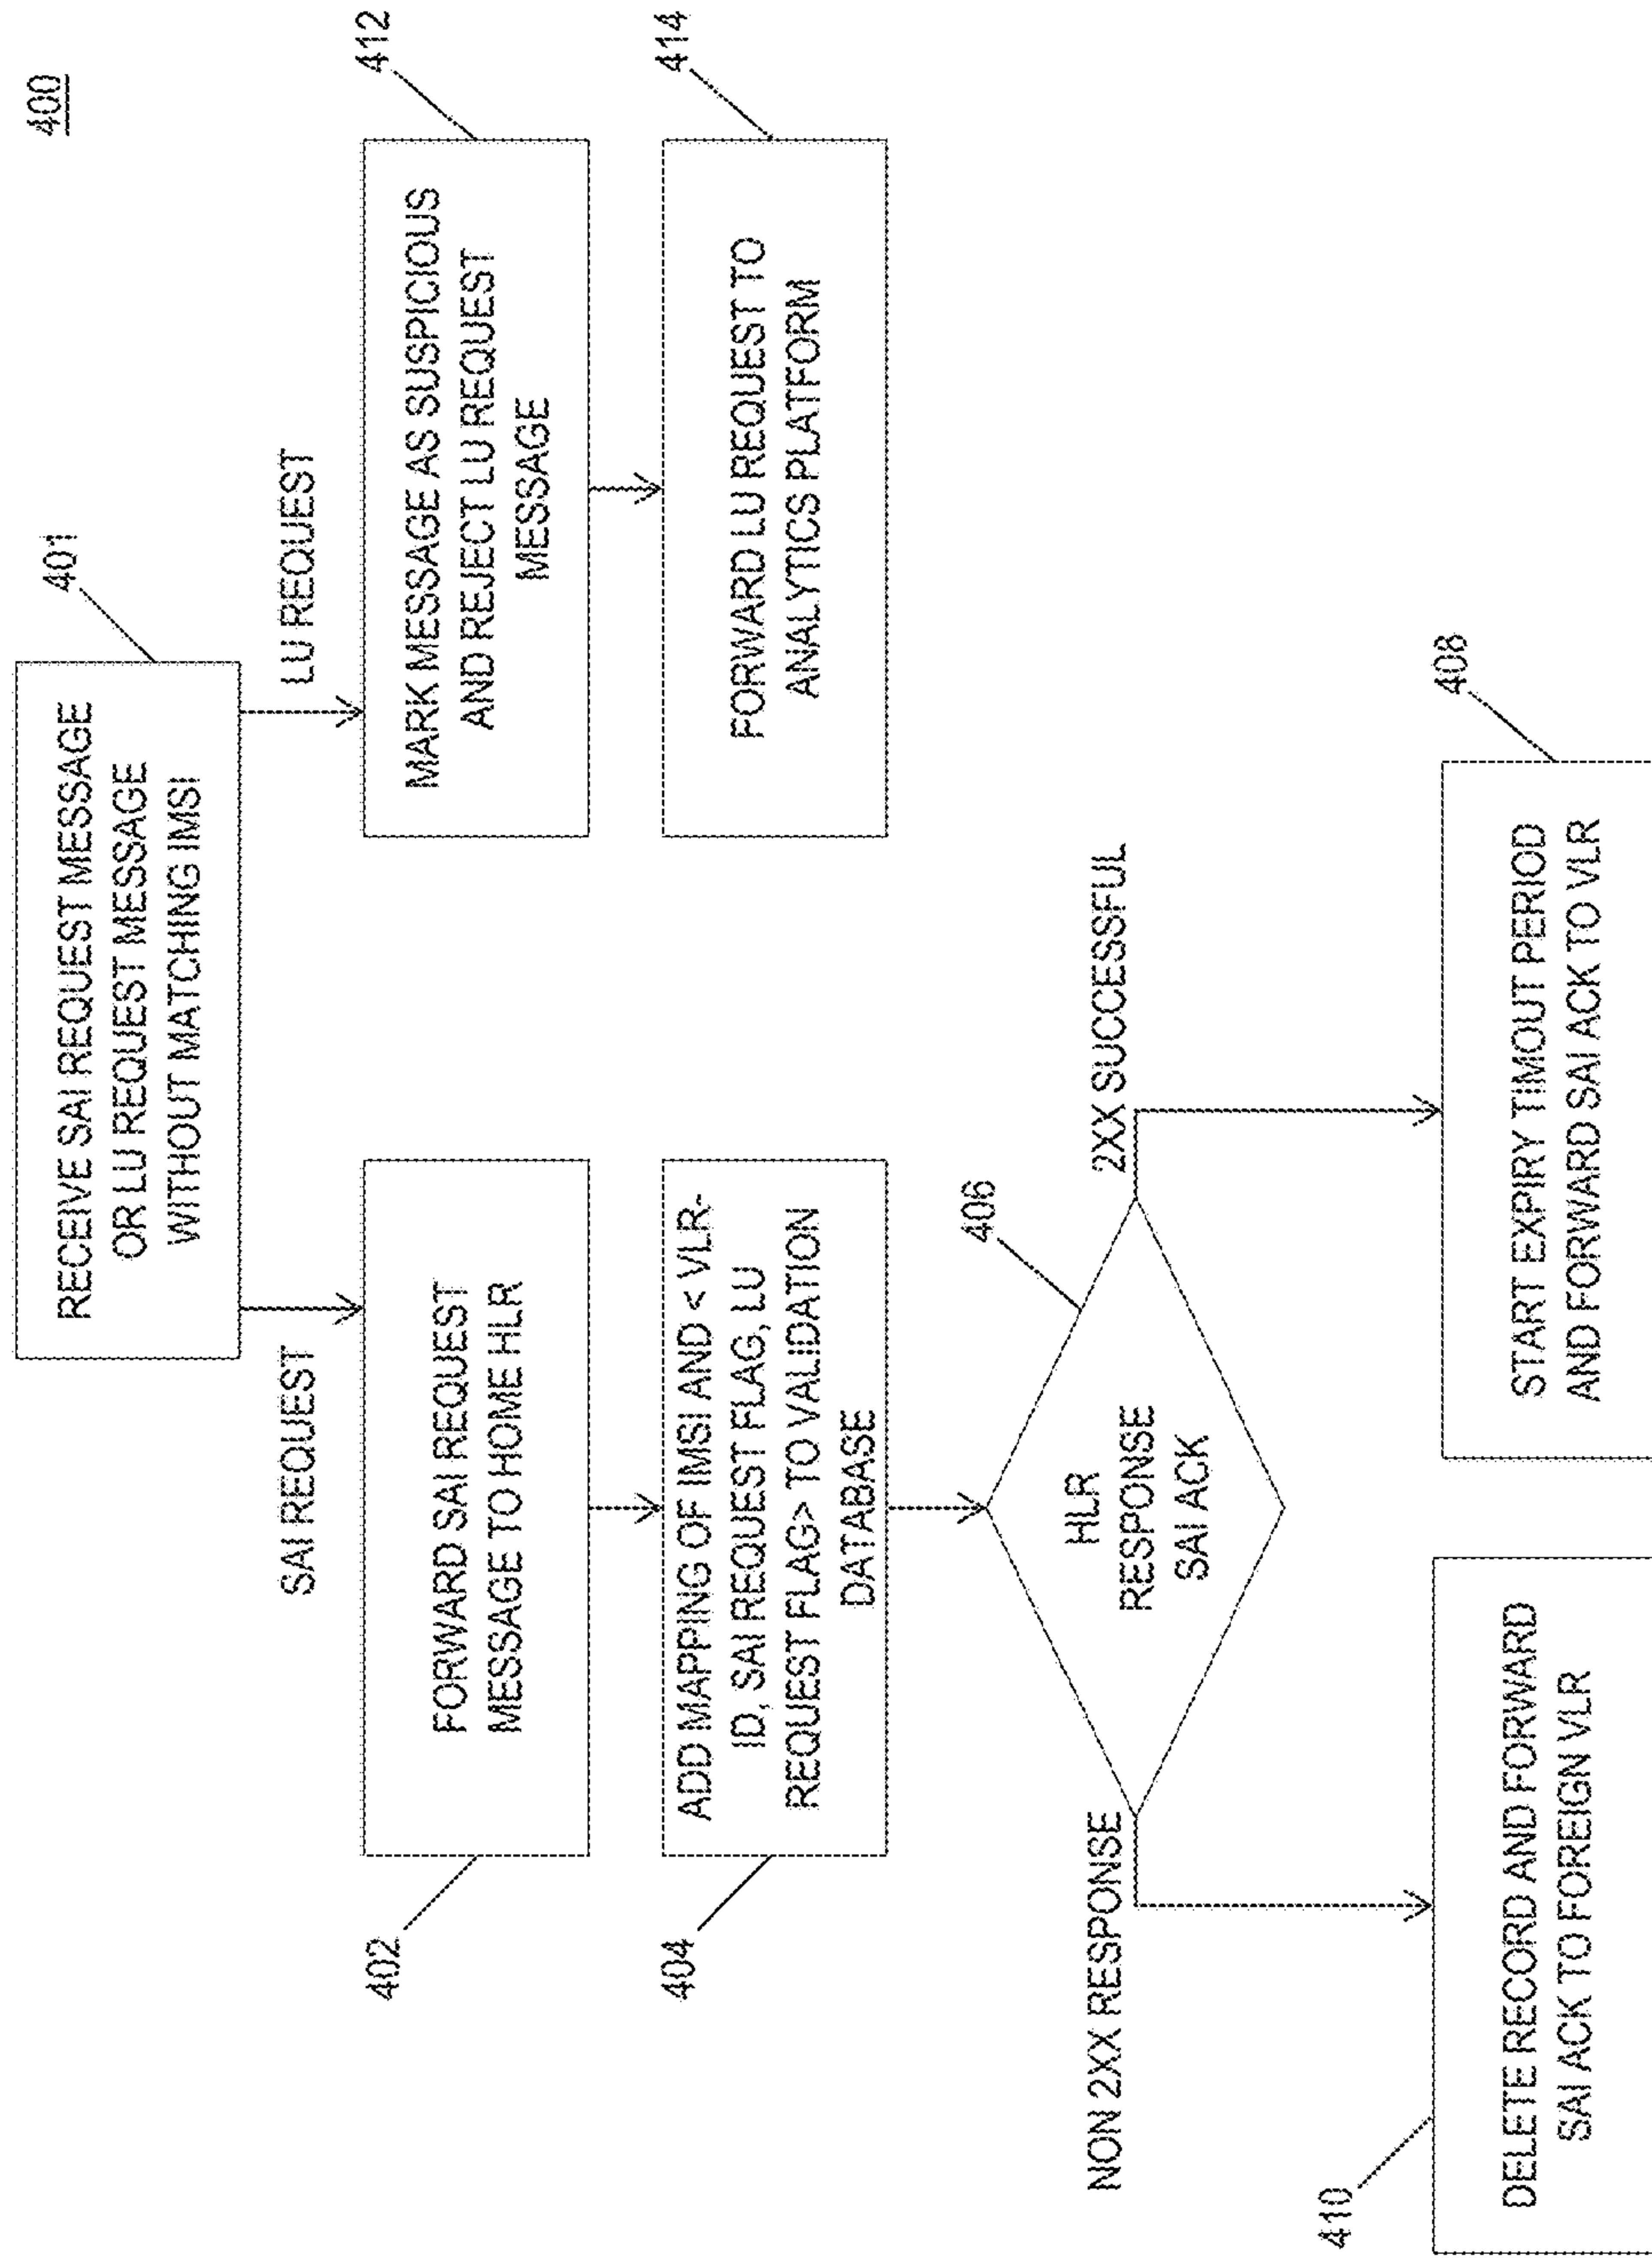 400
401
RECEIVE SAI REQUEST MESSAGE
OR LU REQUEST MESSAGE
WITHOUT MATCHING IMSI
SAI REQUEST
LU REQUEST
402
FORWARD SAI REQUEST
MESSAGE TO HOME HLR
412
MARK MESSAGE AS SUSPICIOUS
AND REJECT LU REQUEST
MESSAGE
404
ADD MAPPING OF IMSI AND < VLR-
ID, SAI REQUEST FLAG, LU
REQUEST FLAG> TO VALIDATION
DATABASE
414
FORWARD LU REQUEST TO
ANALYTICS PLATFORM
406
HLR
RESPONSE
SAI ACK
NON 2XX RESPONSE
2XX SUCCESSFUL
410
DELETE RECORD AND FORWARD
SAI ACK TO FOREIGN VLR
408
START EXPIRY TIMOUT PERIOD
AND FORWARD SAI ACK TO VLR